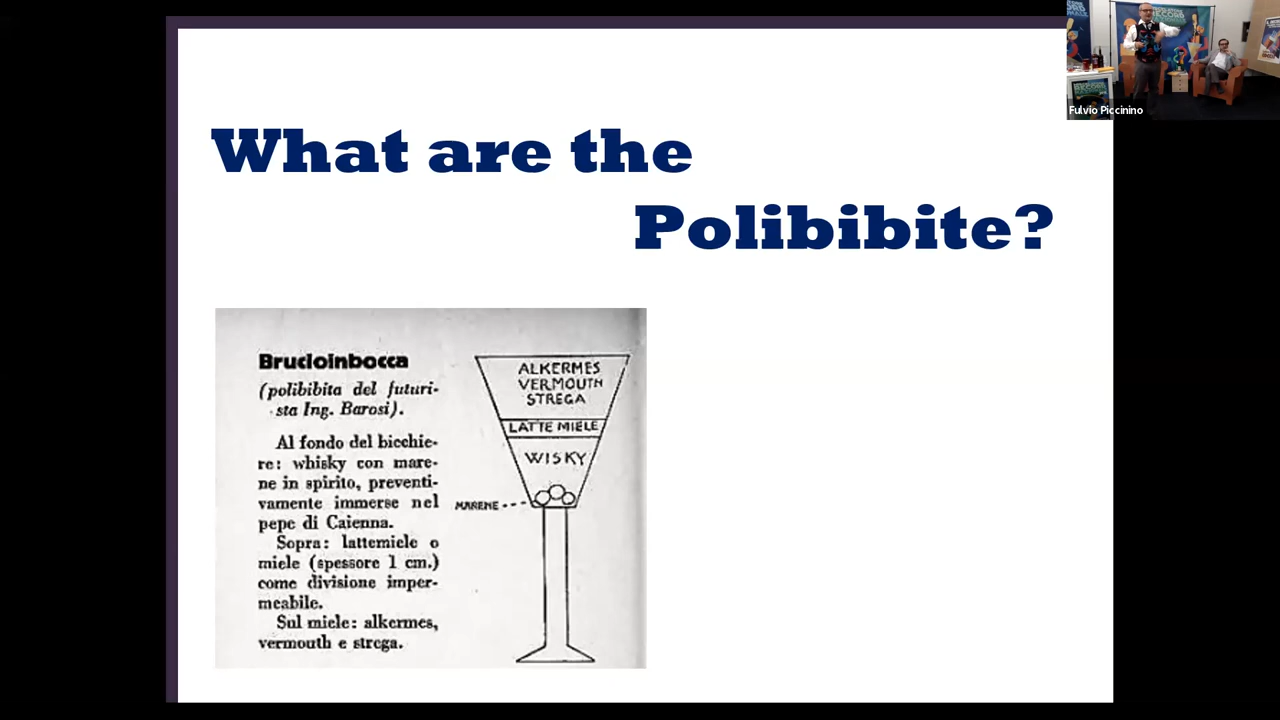 What are the
Polibibite?
Brucioinbocca
(polibibita del futuri-
sta Ing. Barosi).
Al fondo del bicchie-
re: whisky con mare-
ne in spirito, preventi-
vamente immerse nel
pepe di Caienna.
Sopra: lattemiele o
miele (spessore 1 cm.)
come divisione imper-
meabile.
Sul miele: alkermes,
vermouth e strega.
ALKERMES
VERMOUTH
STREGA
LATTE MIELE
WISKY
MARENE
RECORD
Fulvio Piccinino